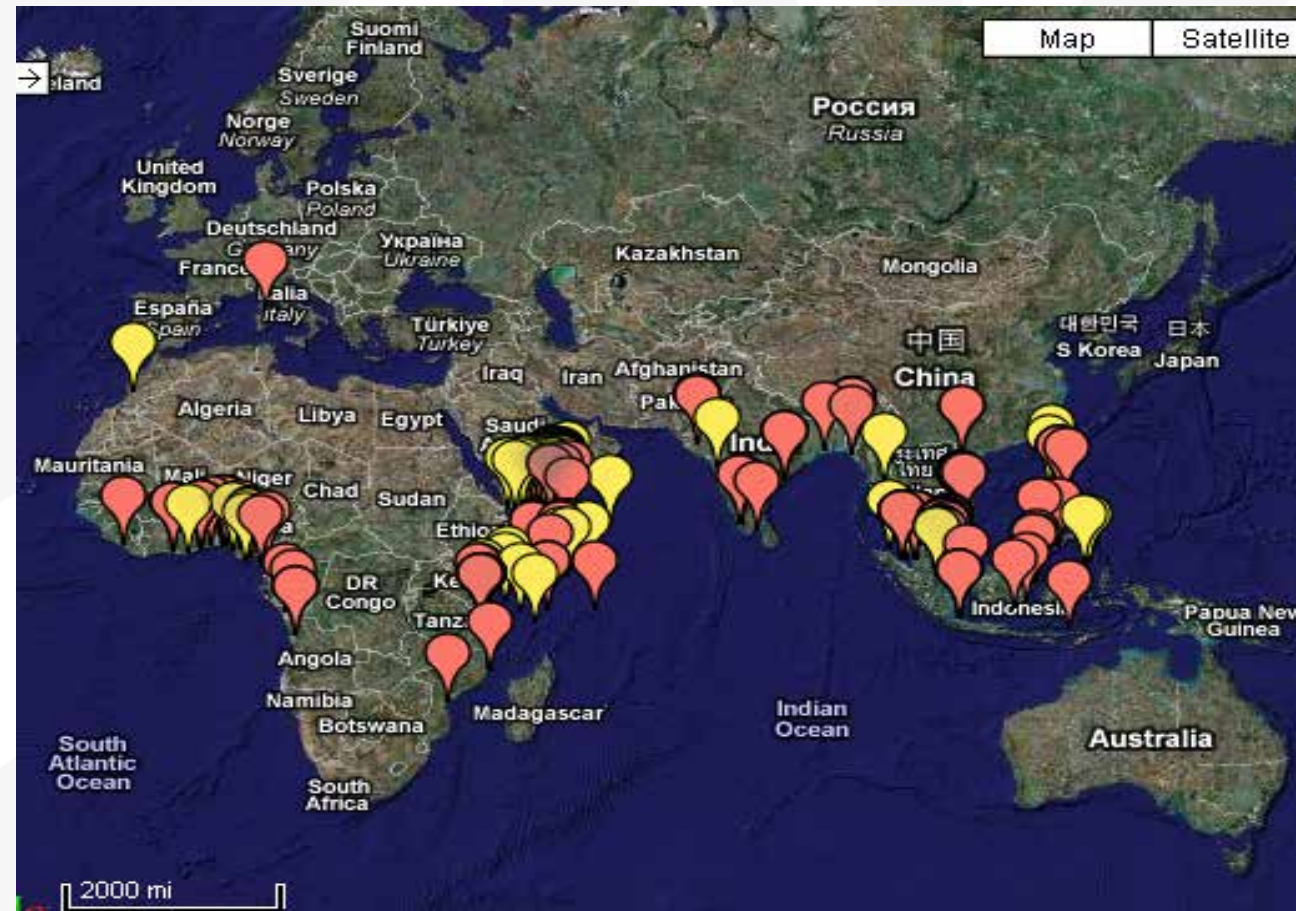 Map
Satellite
Suomi
Finland
Sverige
Sweden
Norge
Norway
Россия
Russia
United
Kingdom
Polska
Poland
Deutschland
Україна
Ukraine
Kazakhstan
Mongolia
France
Italy
España
Spain
Türkiye
Turkey
中国
China
대한민국
S Korea
日本
Japan
Iraq
Iran
Afghanistan
Algeria
Libya
Egypt
Mauritania
Niger
Chad
Sudan
DR
Congo
Angola
Namibia
Botswana
Madagascar
South
Africa
South
Atlantic
Ocean
Indian
Ocean
Papua New
Guinea
Australia
2000 mi